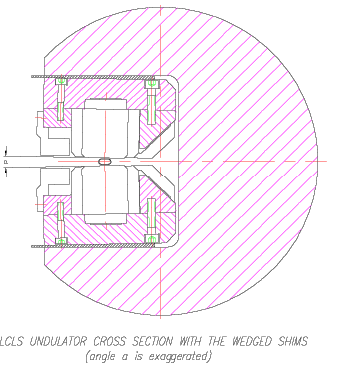 LCLS UNDULATOR CROSS SECTION WITH THE WEDGED SHIMS
(angle a is exaggerated)